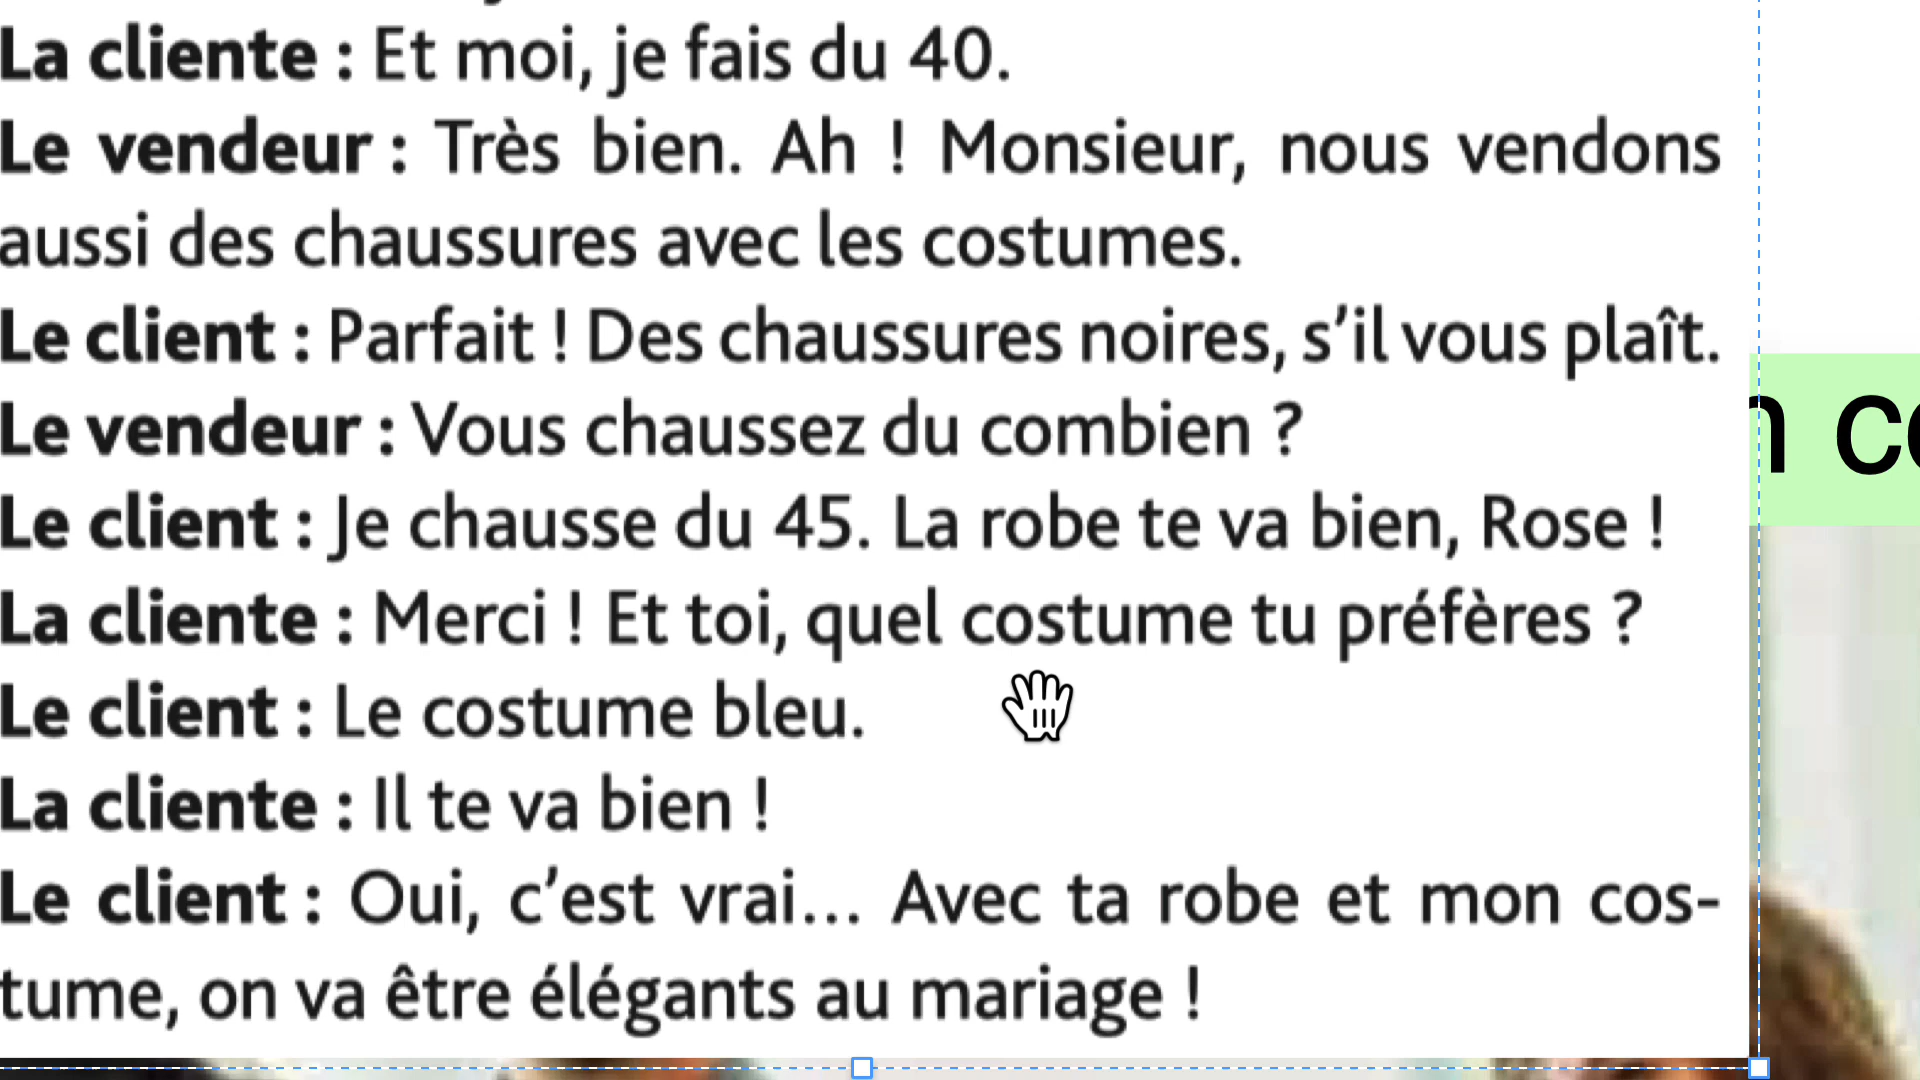 La cliente : Et moi, je fais du 40.
Le vendeur : Très bien. Ah ! Monsieur, nous vendons
aussi des chaussures avec les costumes.
Le client : Parfait ! Des chaussures noires, s’il vous plaît.
Le vendeur : Vous chaussez du combien ?
Le client : Je chausse du 45. La robe te va bien, Rose !
La cliente : Merci ! Et toi, quel costume tu préfères ?
Le client : Le costume bleu.
La cliente : Il te va bien !
Le client : Oui, c’est vrai… Avec ta robe et mon cos-
tume, on va être élégants au mariage !